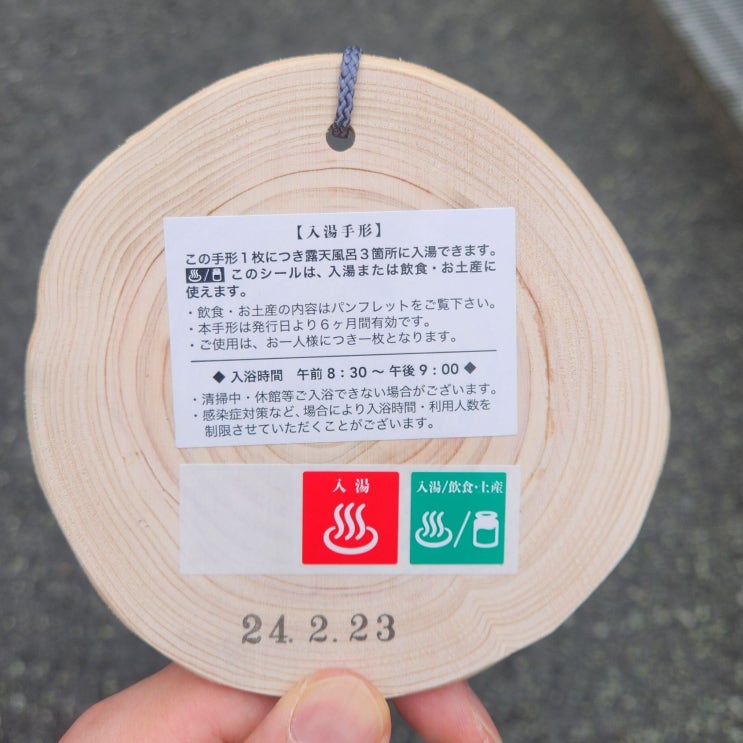 【入湯手形】
この手形１枚につき露天風呂３箇所に入湯できます。
/ このシールは、入湯または飲食・お土産に
使えます。
・飲食・お土産の内容はパンフレットをご覧下さい。
・本手形は発行日より６ヶ月間有効です。
・ご使用は、お一人様につき一枚となります。
◆ 入浴時間　午前 8：30 〜 午後 9：00 ◆
・清掃中・休館等ご入浴できない場合がございます。
・感染症対策など、場合により入浴時間・利用人数を
制限させていただくことがございます。
入湯
入湯/飲食・土産
/
24. 2. 23